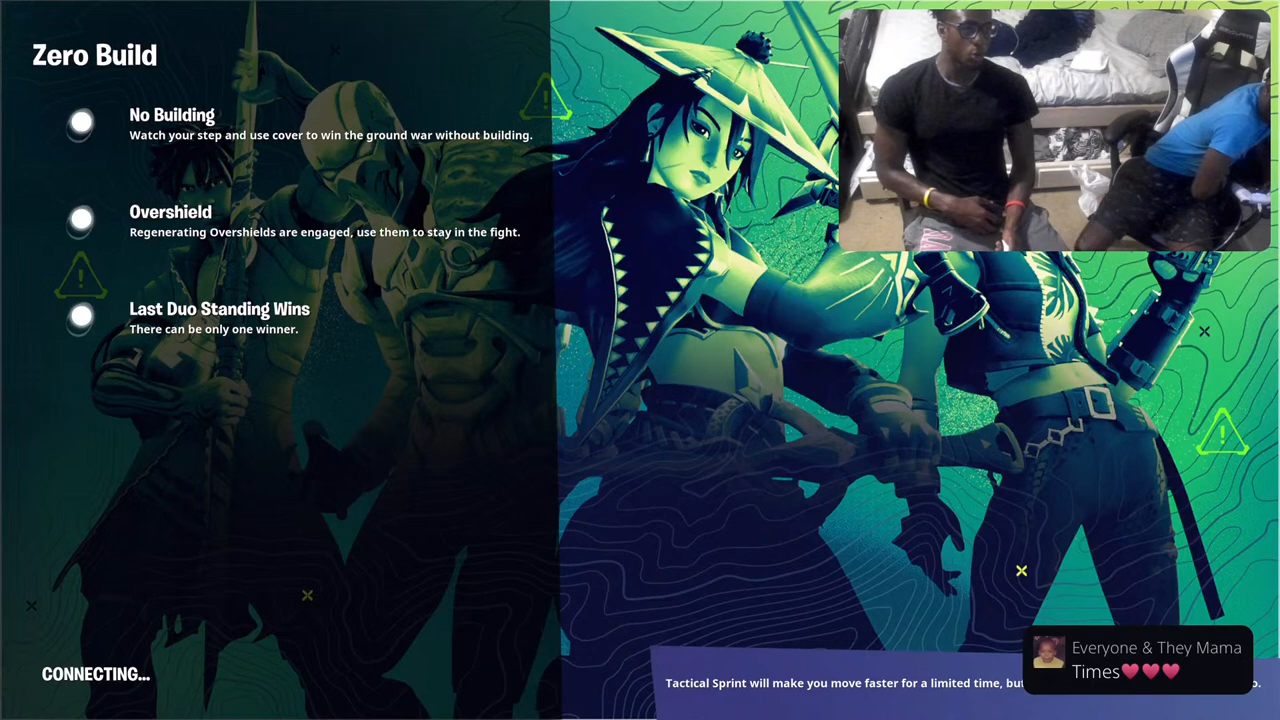 Zero Build
No Building
Watch your step and use cover to win the ground war without building.
Overshield
Regenerating Overshields are engaged, use them to stay in the fight.
Last Duo Standing Wins
There can be only one winner.
CONNECTING...
Everyone & They Mama
Times❤️❤️❤️
Tactical Sprint will make you move faster for a limited time, but